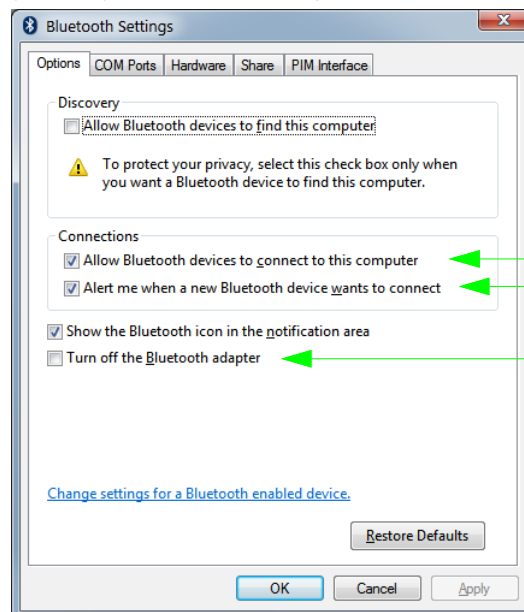 Bluetooth Settings
Options COM Ports Hardware Share PIM Interface
Discovery
Allow Bluetooth devices to find this computer
To protect your privacy, select this check box only when
you want a Bluetooth device to find this computer.
Connections
Allow Bluetooth devices to connect to this computer
Alert me when a new Bluetooth device wants to connect
Show the Bluetooth icon in the notification area
Turn off the Bluetooth adapter
Change settings for a Bluetooth enabled device.
Restore Defaults
OK Cancel Apply